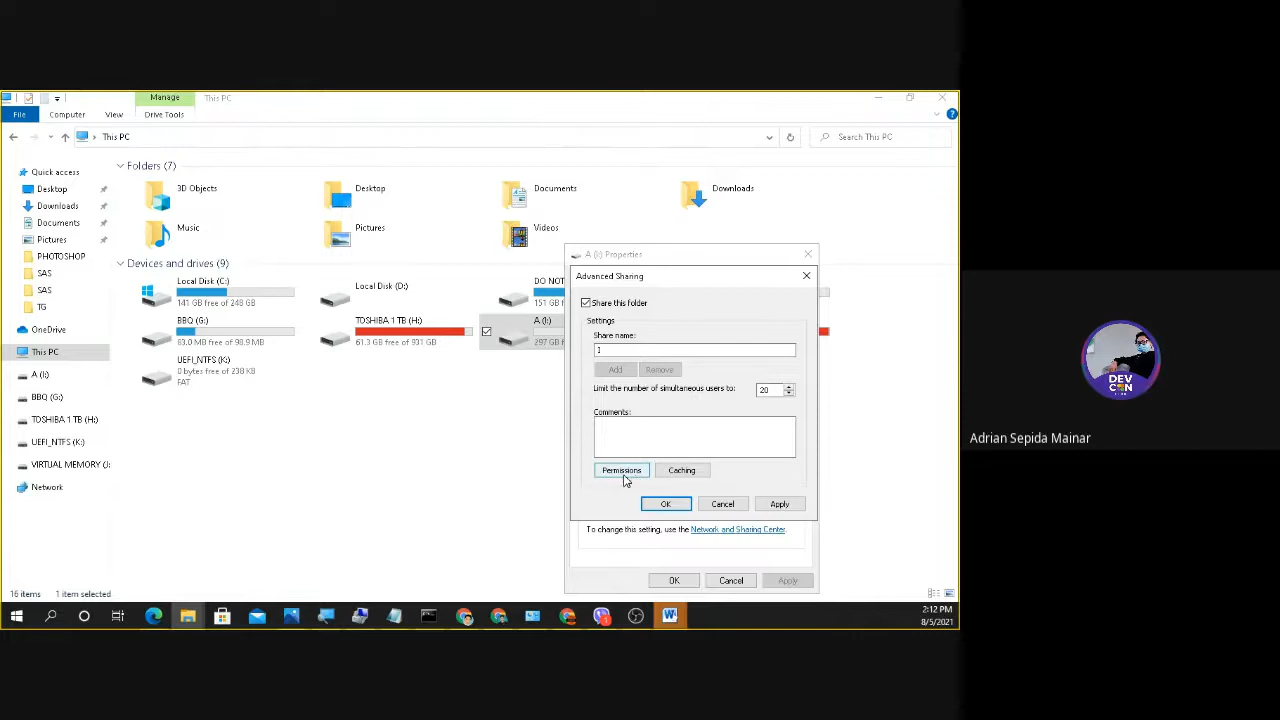 Manage
This PC
File
Computer
View
Drive Tools
This PC
Search This PC
Quick access
Desktop
Downloads
Documents
Pictures
PHOTOSHOP
SAS
SAS
TG
OneDrive
This PC
A (I:)
BBQ (G:)
TOSHIBA 1 TB (H:)
UEFI_NTFS (K:)
VIRTUAL MEMORY (J:
Network
Folders (7)
3D Objects
Desktop
Documents
Downloads
Music
Pictures
Videos
Devices and drives (9)
Local Disk (C:)
141 GB free of 248 GB
Local Disk (D:)
DO NOT
151 GB f
BBQ (G:)
83.0 MB free of 98.9 MB
TOSHIBA 1 TB (H:)
61.3 GB free of 931 GB
A (I:)
297 GB f
UEFI_NTFS (K:)
0 bytes free of 238 KB
FAT
A (I:) Properties
Advanced Sharing
Share this folder
Settings
Share name:
I
Add
Remove
Limit the number of simultaneous users to:
20
Comments:
Permissions
Caching
OK
Cancel
Apply
To change this setting, use the Network and Sharing Center.
OK
Cancel
Apply
16 items
1 item selected
2:12 PM
8/5/2021
DEV
CON
Adrian Sepida Mainar